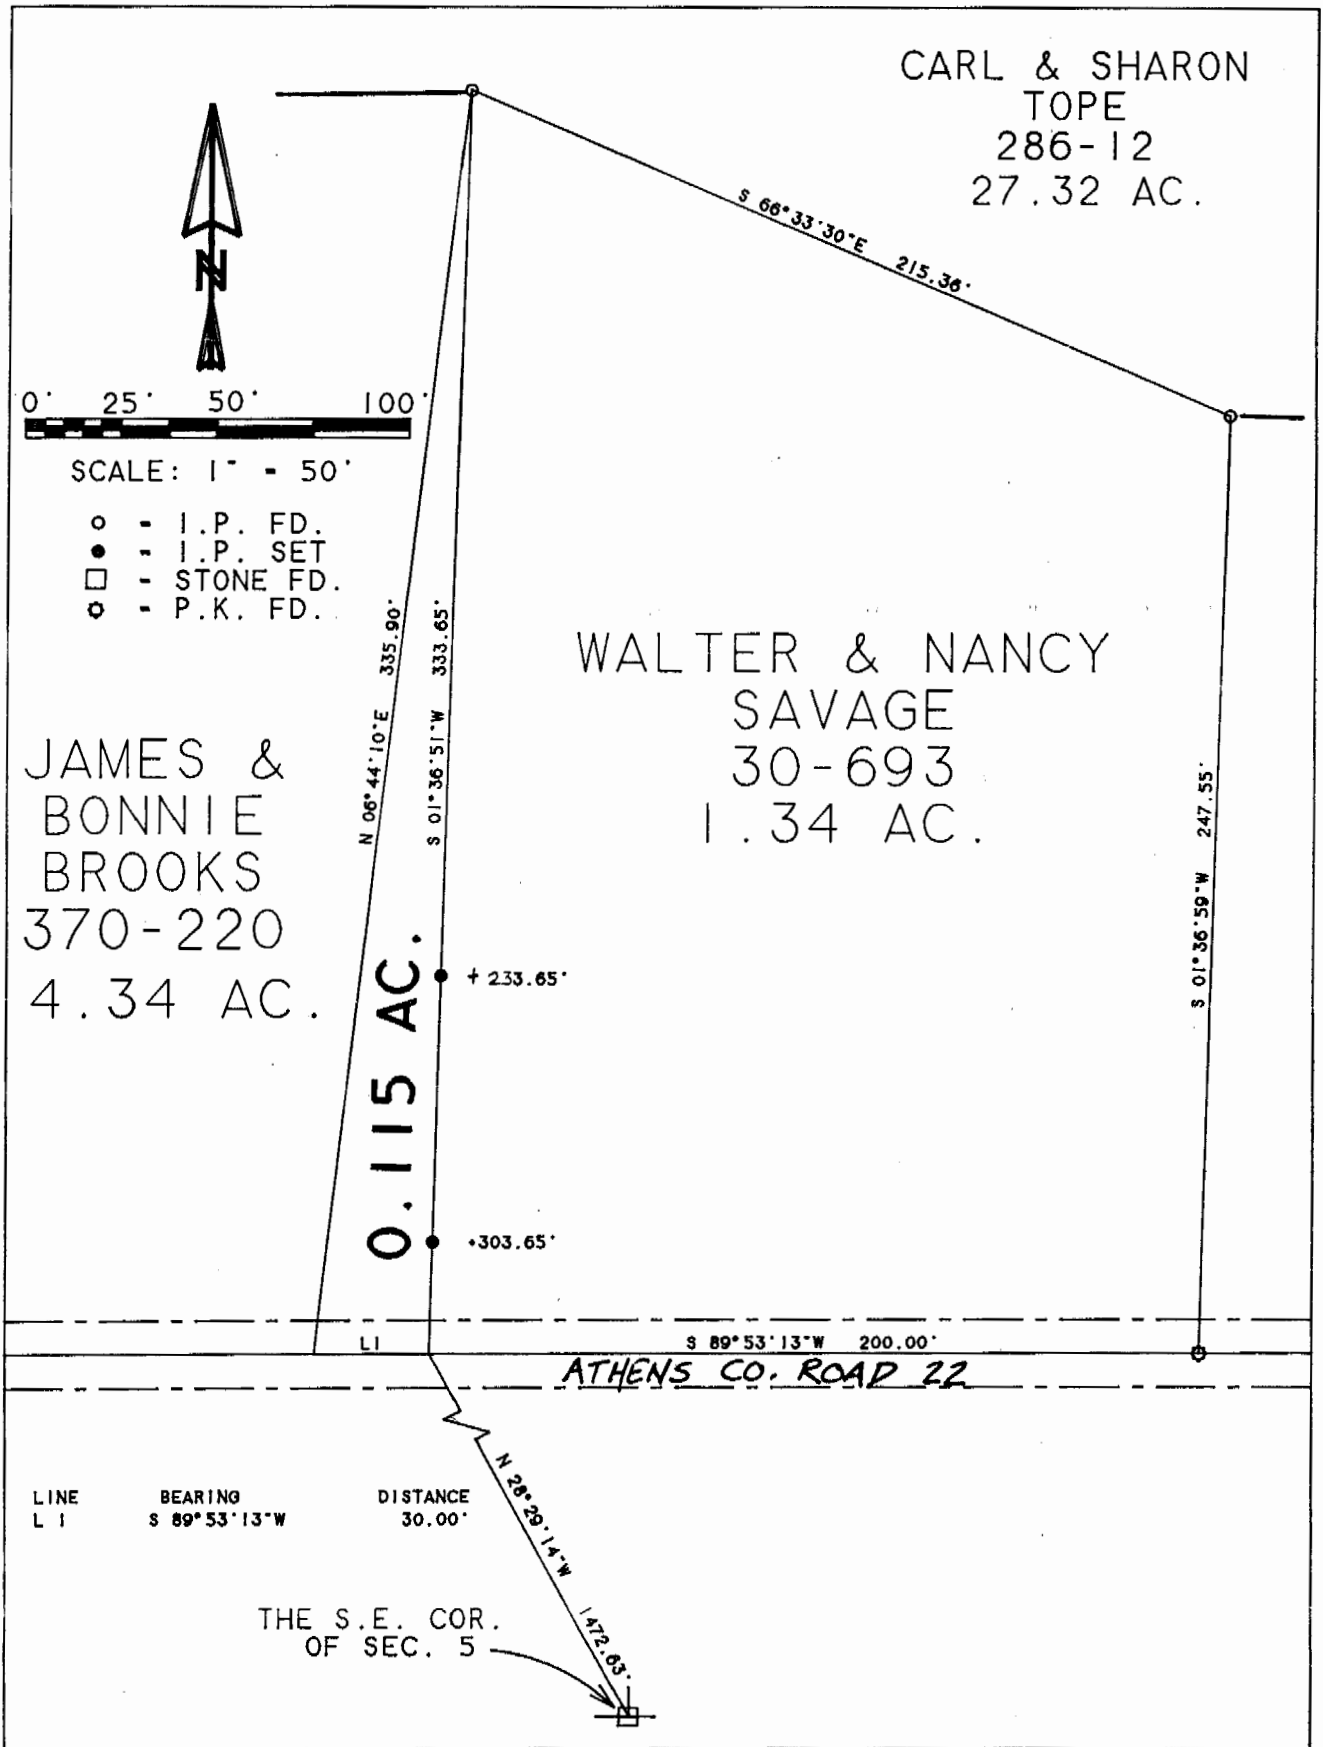 CARL & SHARON
TOPE
286-12
27.32 AC.
N
S 66°33'30"E 215.36'
0' 25' 50' 100'
SCALE: 1" = 50'
- I.P. FD.
- I.P. SET
- STONE FD.
- P.K. FD.
N 06°44'10"E 335.90'
S 01°36'51"W 333.65'
WALTER & NANCY
SAVAGE
30-693
1.34 AC.
S 01°36'59"W 247.55'
JAMES &
BONNIE
BROOKS
370-220
4.34 AC.
0.115 AC.
+ 233.65'
+303.65'
L1
S 89°53'13"W 200.00'
ATHENS CO. ROAD 22
N 28°29'14"W 1472.63'
LINE BEARING DISTANCE
L 1 S 89°53'13"W 30.00'
THE S.E. COR.
OF SEC. 5